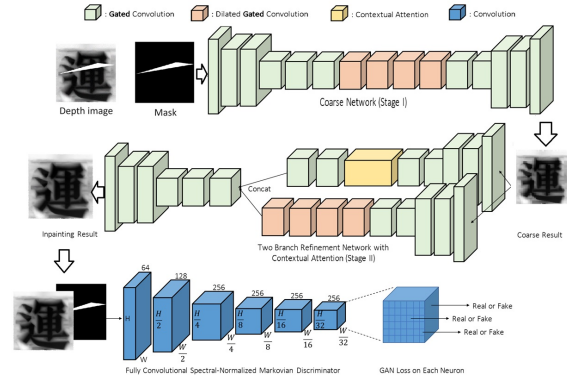 : Gated Convolution
: Dilated Gated Convolution
: Contextual Attention
: Convolution
運
Depth image
Mask
Coarse Network (Stage I)
運
Inpainting Result
Concat
Two Branch Refinement Network with
Contextual Attention (Stage II)
運
Coarse Result
運
64
128
256
256
256
256
H
H/2
H/4
H/8
H/16
H/32
W
W/2
W/4
W/8
W/16
W/32
Real or Fake
Real or Fake
Real or Fake
Fully Convolutional Spectral-Normalized Markovian Discriminator
GAN Loss on Each Neuron